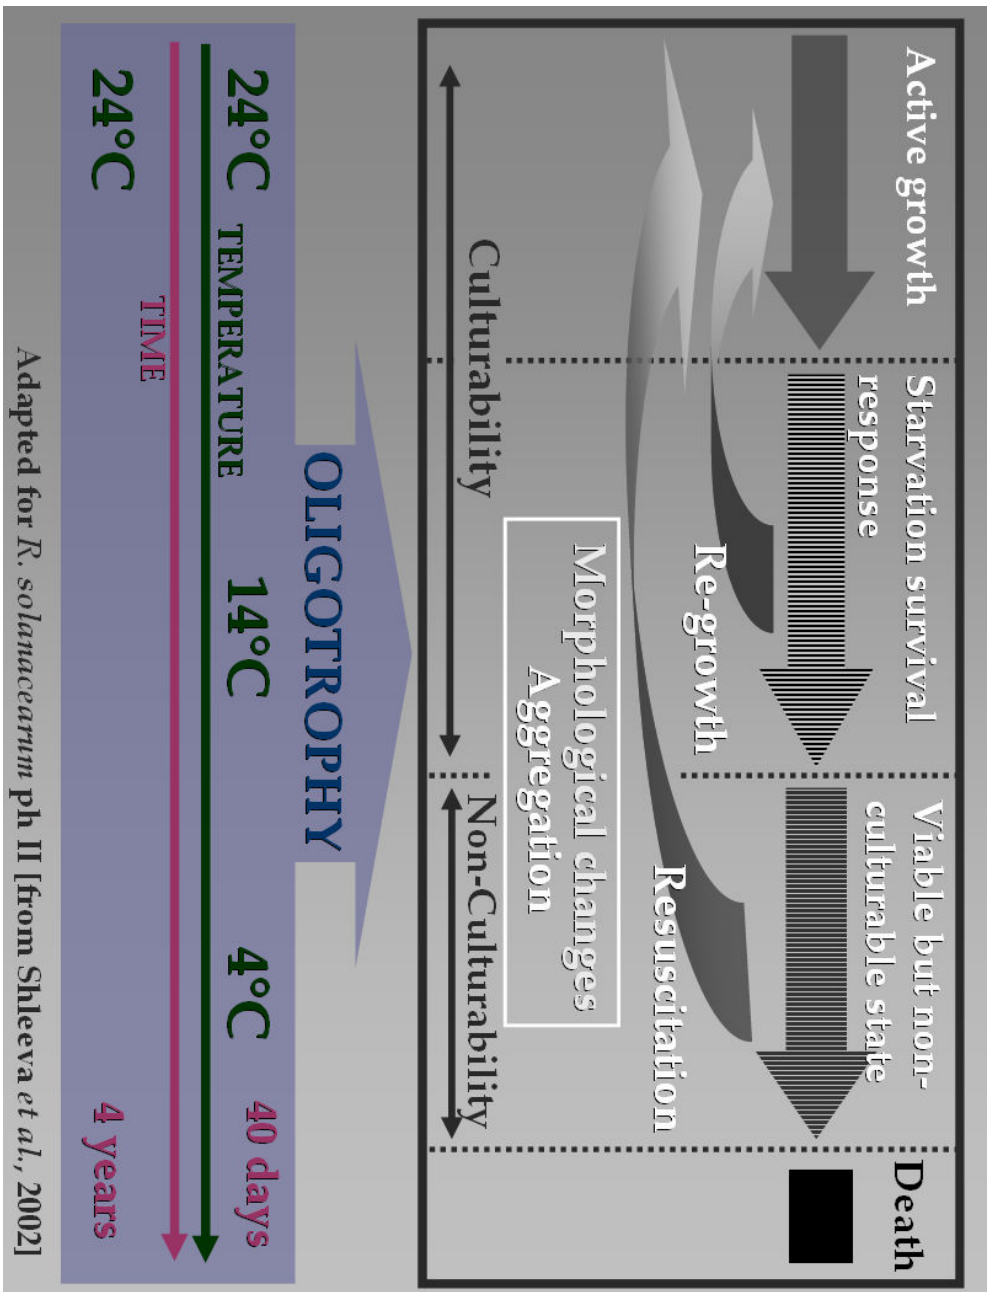 Active growth
Starvation survival
response
Viable but non-
culturable state
Death
Re-growth
Resuscitation
Morphological changes
Aggregation
Culturability
Non-Culturability
OLIGOTROPHY
24°C
TEMPERATURE
14°C
4°C
40 days
TIME
24°C
4 years
Adapted for R. solanacearum ph II [from Shleeva et al., 2002]